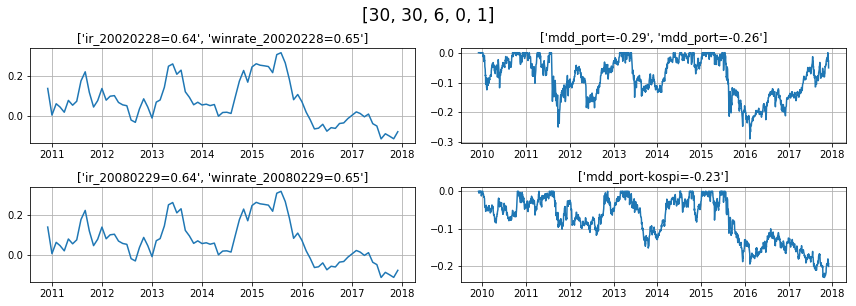 [30, 30, 6, 0, 1]
['ir_20020228=0.64', 'winrate_20020228=0.65']
0.2
0.0
2011 2012 2013 2014 2015 2016 2017 2018
['mdd_port=-0.29', 'mdd_port=-0.26']
0.0
−0.1
−0.2
−0.3
2010 2011 2012 2013 2014 2015 2016 2017 2018
['ir_20080229=0.64', 'winrate_20080229=0.65']
0.2
0.0
2011 2012 2013 2014 2015 2016 2017 2018
['mdd_port-kospi=-0.23']
0.0
−0.1
−0.2
2010 2011 2012 2013 2014 2015 2016 2017 2018